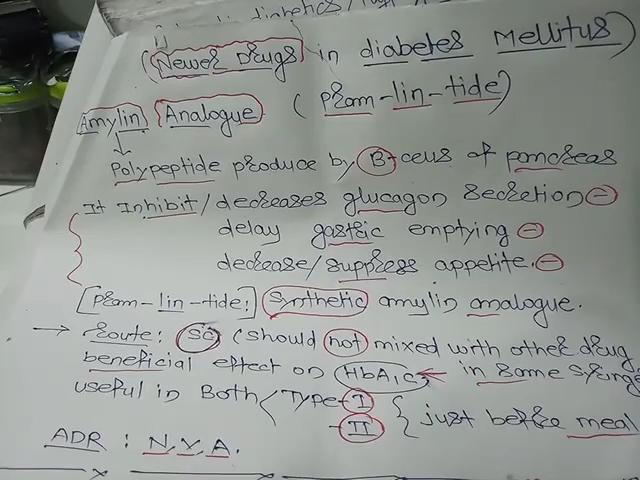 (Newer Drugs in diabetes Mellitus)
Amylin Analogue (pram-lin-tide)
Polypeptide produce by B-cells of pancreas
It Inhibit/decreases glucagon secretion ⊖
delay gastric emptying ⊖
decrease/suppress appetite. ⊖
[pram-lin-tide:] Synthetic amylin analogue.
→ Route: SC (should not mixed with other drug
beneficial effect on HbA1C ← in same syringe
useful in Both < Type-I
-II { just before meal
ADR : N.V.A.